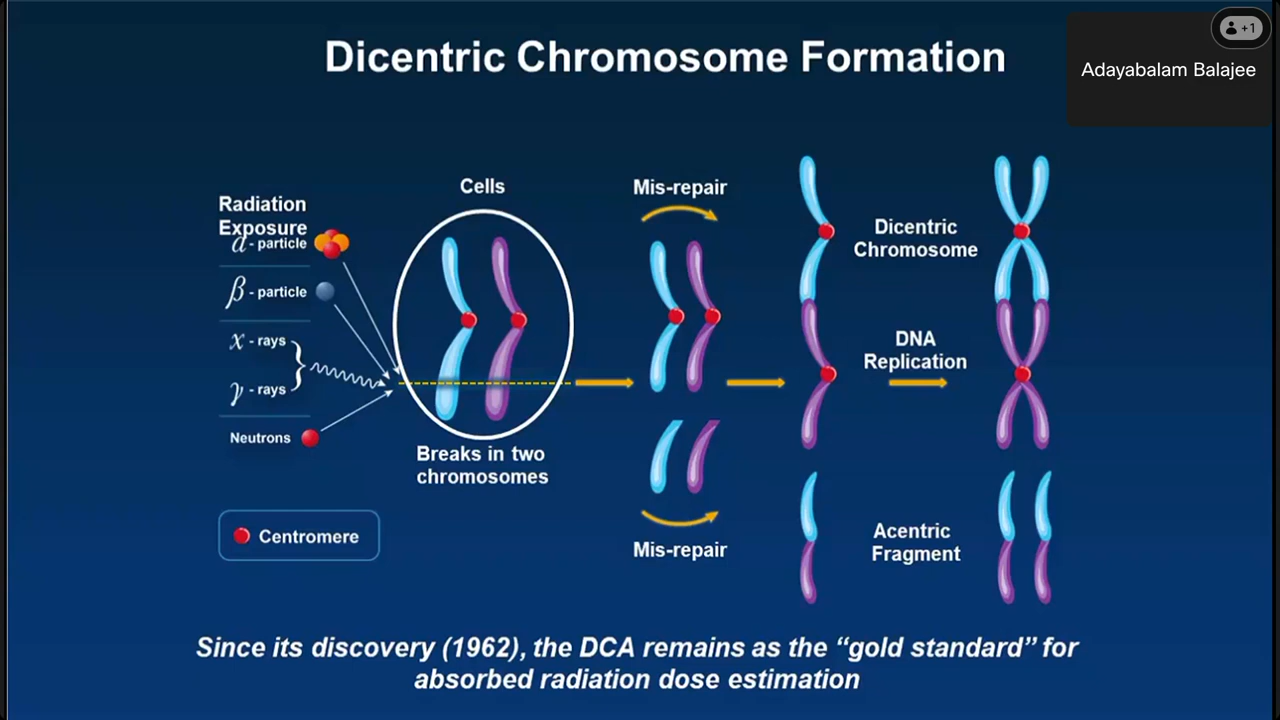 Dicentric Chromosome Formation
+1
Adayabalam Balajee
Radiation
Exposure
α - particle
β - particle
x - rays
γ - rays
Neutrons
Cells
Breaks in two
chromosomes
Centromere
Mis-repair
Mis-repair
Dicentric
Chromosome
DNA
Replication
Acentric
Fragment
Since its discovery (1962), the DCA remains as the “gold standard” for
absorbed radiation dose estimation